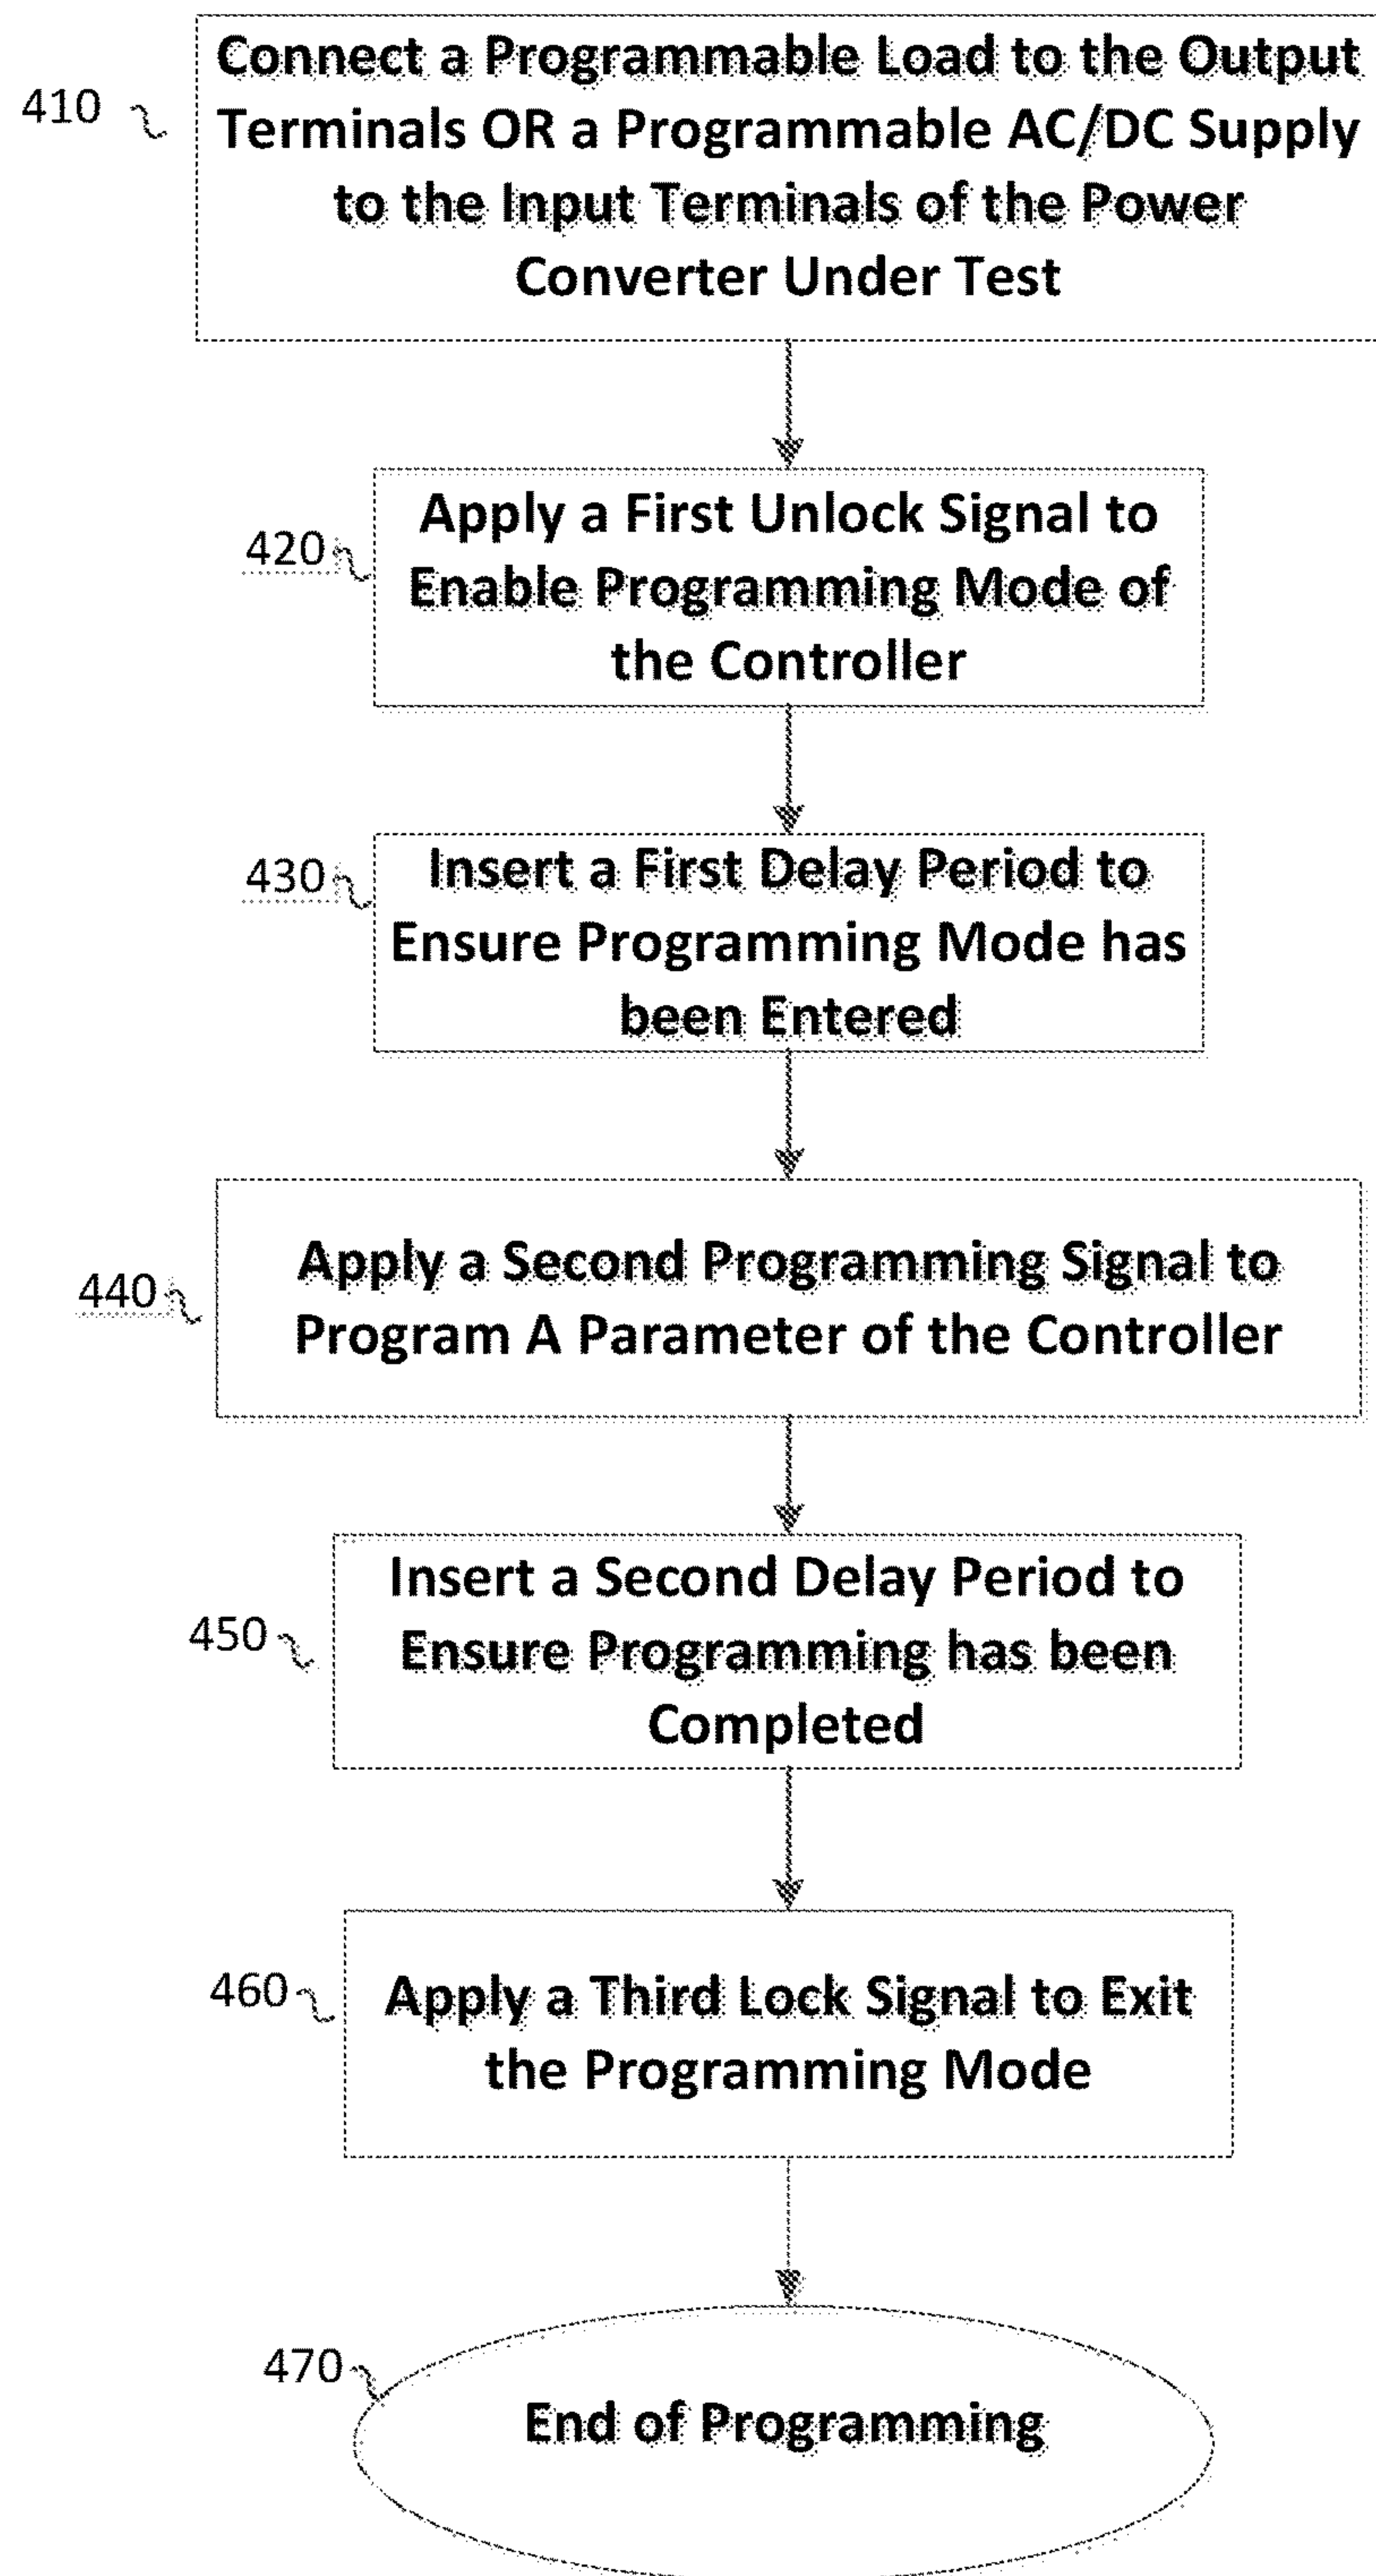 Connect a Programmable Load to the Output
410 Terminals OR a Programmable AC/DC Supply
to the Input Terminals of the Power
Converter Under Test
Apply a First Unlock Signal to
420 Enable Programming Mode of
the Controller
430 Insert a First Delay Period to
Ensure Programming Mode has
been Entered
Apply a Second Programming Signal to
440 Program A Parameter of the Controller
Insert a Second Delay Period to
450 Ensure Programming has been
Completed
460 Apply a Third Lock Signal to Exit
the Programming Mode
470
End of Programming